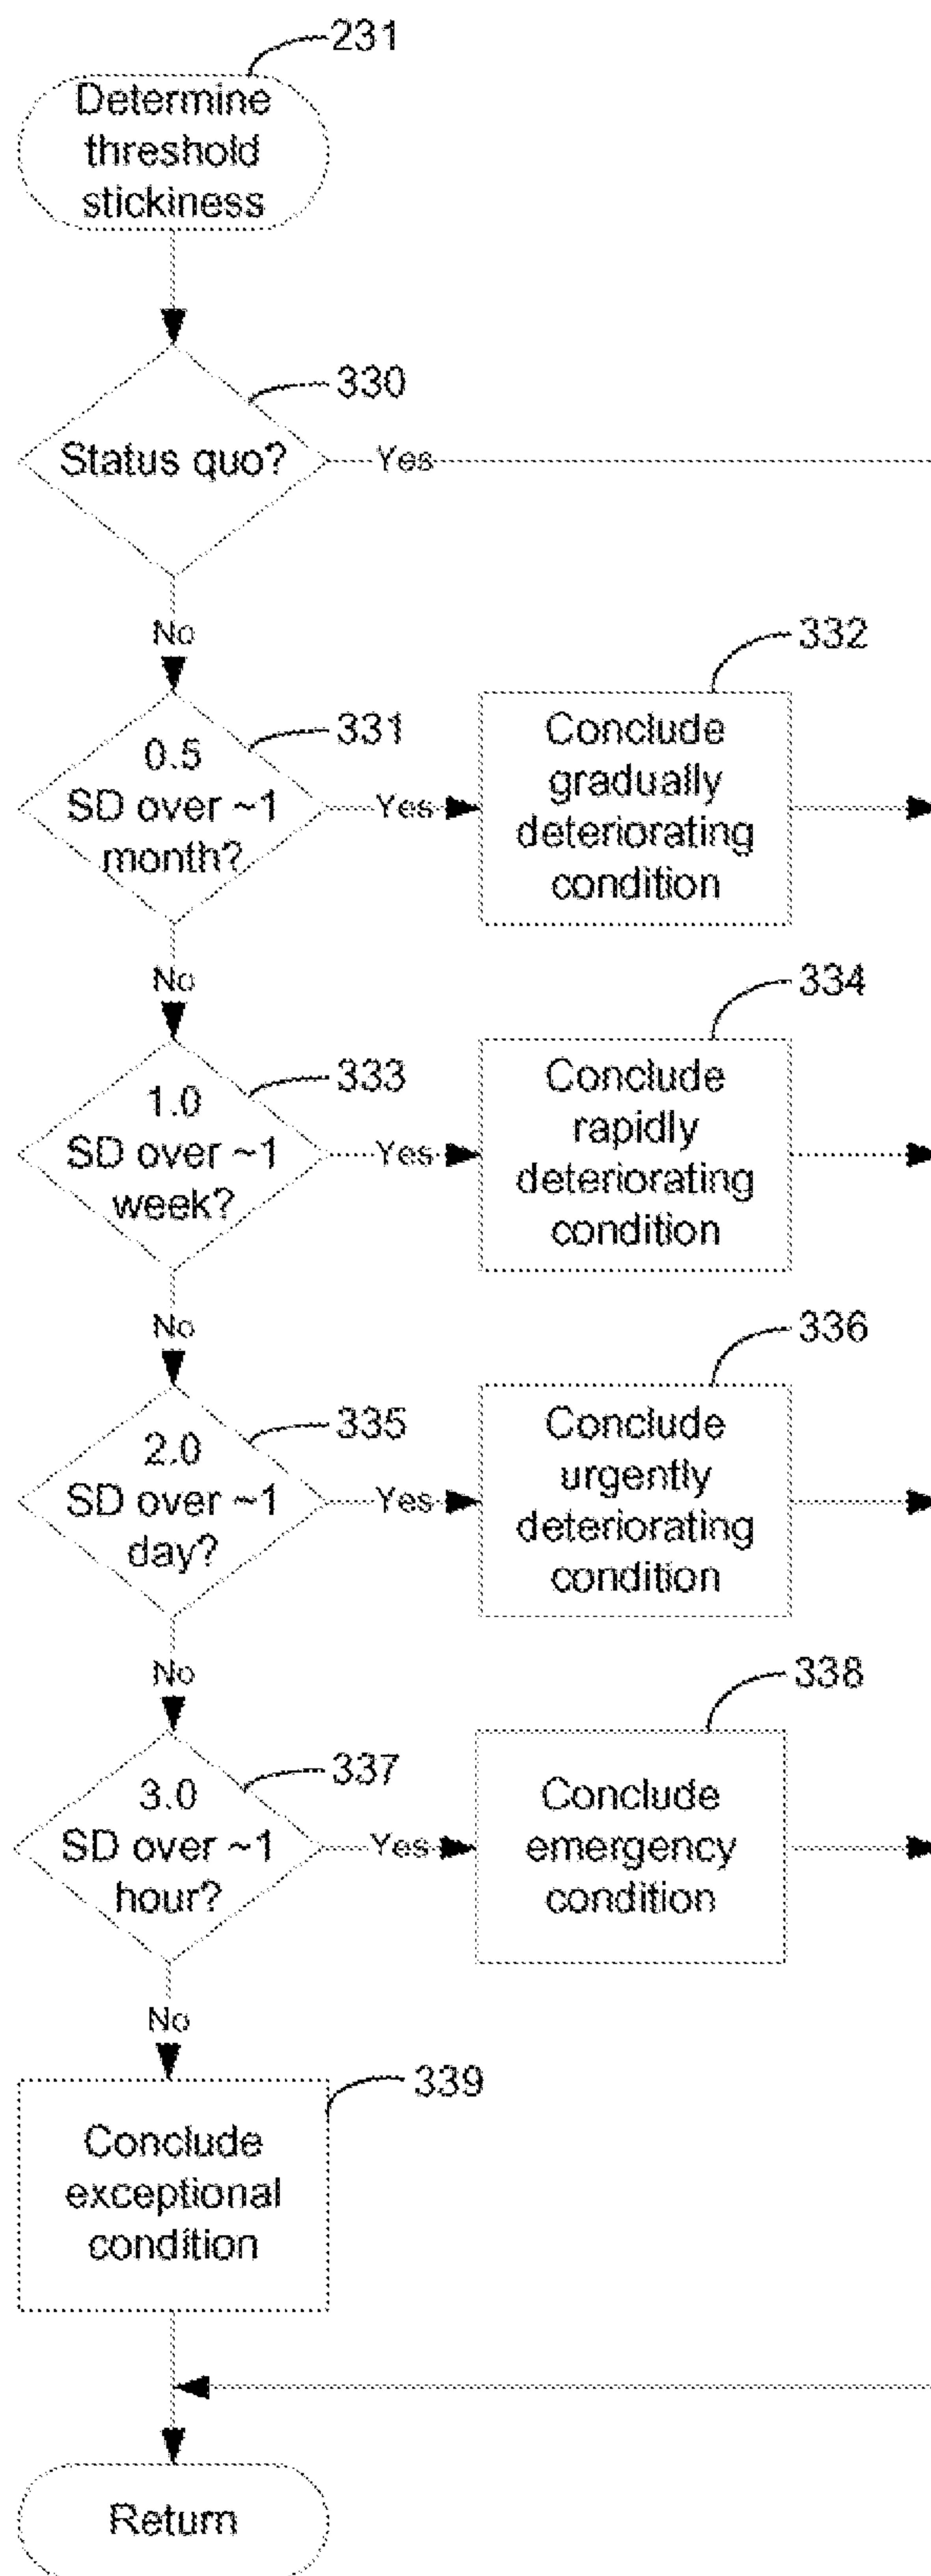 231
Determine
threshold
stickiness
330
Status quo?
Yes
No
332
331
0.5
SD over ~1
month?
Yes
Conclude
gradually
deteriorating
condition
No
334
333
1.0
SD over ~1
week?
Yes
Conclude
rapidly
deteriorating
condition
No
336
335
2.0
SD over ~1
day?
Yes
Conclude
urgently
deteriorating
condition
No
338
337
3.0
SD over ~1
hour?
Yes
Conclude
emergency
condition
No
339
Conclude
exceptional
condition
Return